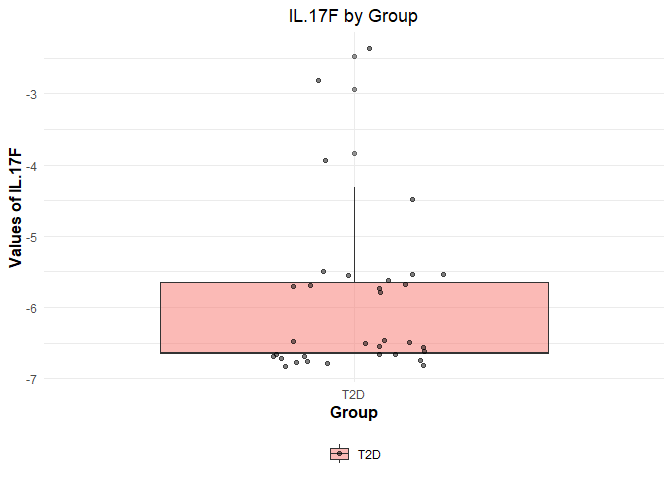 IL.17F by Group
Values of IL.17F
-3
-4
-5
-6
-7
T2D
Group
T2D